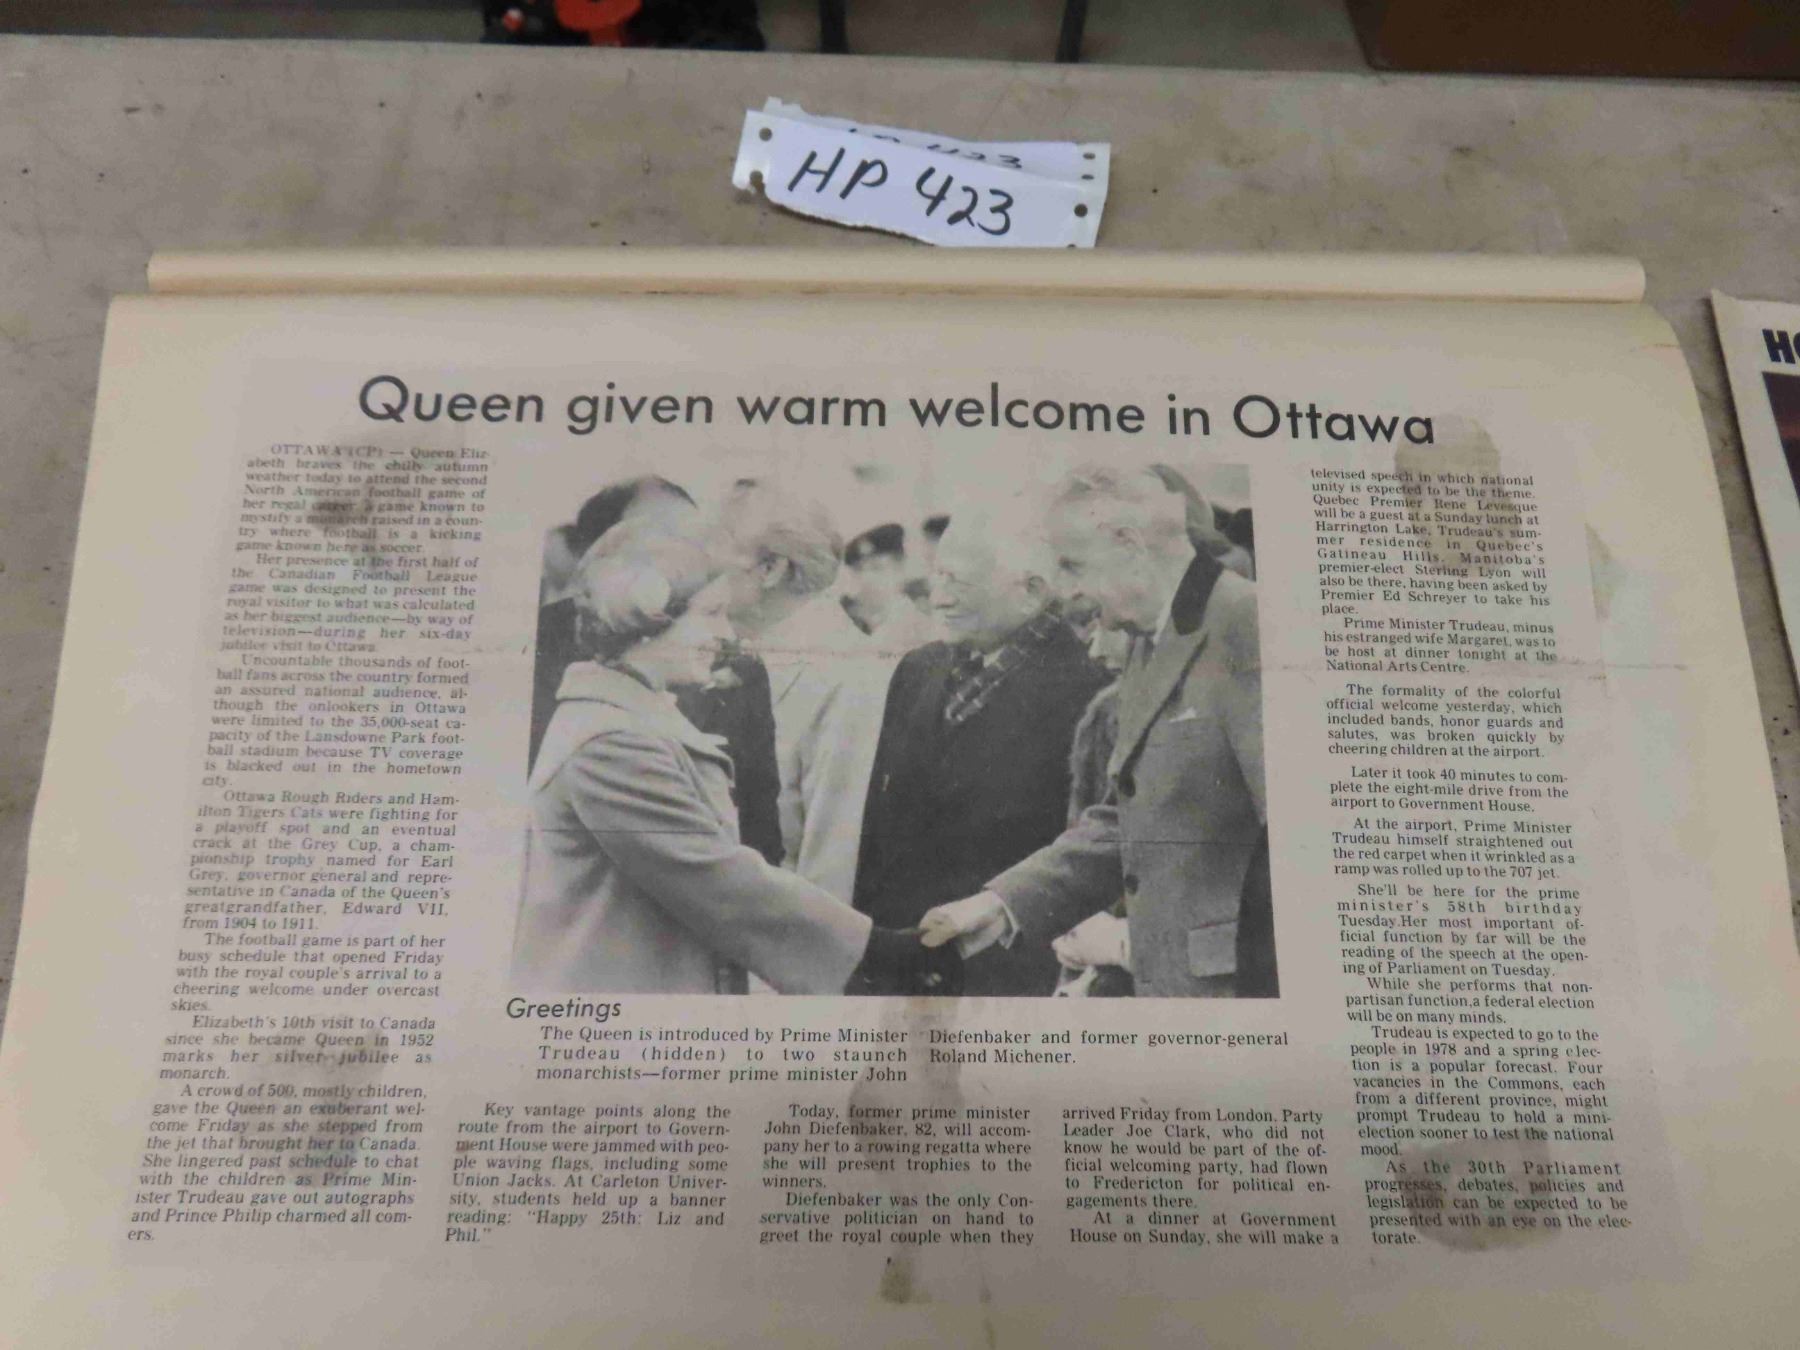 HP 423
Queen given warm welcome in Ottawa
OTTAWA (CP) — Queen Eliz-
abeth braves the chilly autumn
weather today to attend the second
North American football game of
her regal career a game known to
mystify a monarch raised in a coun-
try where football is a kicking
game known here as soccer.
Her presence at the first half of
the Canadian Football League
game was designed to present the
royal visitor to what was calculated
as her biggest audience—by way of
television—during her six-day
jubilee visit to Ottawa.
Uncountable thousands of foot-
ball fans across the country formed
an assured national audience, al-
though the onlookers in Ottawa
were limited to the 35,000-seat ca-
pacity of the Lansdowne Park foot-
ball stadium because TV coverage
is blacked out in the hometown
city.
Ottawa Rough Riders and Ham-
ilton Tigers Cats were fighting for
a playoff spot and an eventual
crack at the Grey Cup, a cham-
pionship trophy named for Earl
Grey, governor general and repre-
sentative in Canada of the Queen's
greatgrandfather, Edward VII,
from 1904 to 1911.
The football game is part of her
busy schedule that opened Friday
with the royal couple's arrival to a
cheering welcome under overcast
skies.
Elizabeth's 10th visit to Canada
since she became Queen in 1952
marks her silver jubilee as
monarch.
A crowd of 500, mostly children,
gave the Queen an exuberant wel-
come Friday as she stepped from
the jet that brought her to Canada.
She lingered past schedule to chat
with the children as Prime Min-
ister Trudeau gave out autographs
and Prince Philip charmed all com-
ers.
Greetings
The Queen is introduced by Prime Minister
Trudeau (hidden) to two staunch
monarchists—former prime minister John
Diefenbaker and former governor-general
Roland Michener.
Key vantage points along the
route from the airport to Govern-
ment House were jammed with peo-
ple waving flags, including some
Union Jacks. At Carleton Univer-
sity, students held up a banner
reading: "Happy 25th: Liz and
Phil."
Today, former prime minister
John Diefenbaker, 82, will accom-
pany her to a rowing regatta where
she will present trophies to the
winners.
Diefenbaker was the only Con-
servative politician on hand to
greet the royal couple when they
arrived Friday from London. Party
Leader Joe Clark, who did not
know he would be part of the of-
ficial welcoming party, had flown
to Fredericton for political en-
gagements there.
At a dinner at Government
House on Sunday, she will make a
televised speech in which national
unity is expected to be the theme.
Quebec Premier Rene Levesque
will be a guest at a Sunday lunch at
Harrington Lake, Trudeau's sum-
mer residence in Quebec's
Gatineau Hills. Manitoba's
premier-elect Sterling Lyon will
also be there, having been asked by
Premier Ed Schreyer to take his
place.
Prime Minister Trudeau, minus
his estranged wife Margaret, was to
be host at dinner tonight at the
National Arts Centre.
The formality of the colorful
official welcome yesterday, which
included bands, honor guards and
salutes, was broken quickly by
cheering children at the airport.
Later it took 40 minutes to com-
plete the eight-mile drive from the
airport to Government House.
At the airport, Prime Minister
Trudeau himself straightened out
the red carpet when it wrinkled as a
ramp was rolled up to the 707 jet.
She'll be here for the prime
minister's 58th birthday
Tuesday.Her most important of-
ficial function by far will be the
reading of the speech at the open-
ing of Parliament on Tuesday.
While she performs that non-
partisan function,a federal election
will be on many minds.
Trudeau is expected to go to the
people in 1978 and a spring elec-
tion is a popular forecast. Four
vacancies in the Commons, each
from a different province, might
prompt Trudeau to hold a mini-
election sooner to test the national
mood.
As the 30th Parliament
progresses, debates, policies and
legislation can be expected to be
presented with an eye on the elec-
torate.